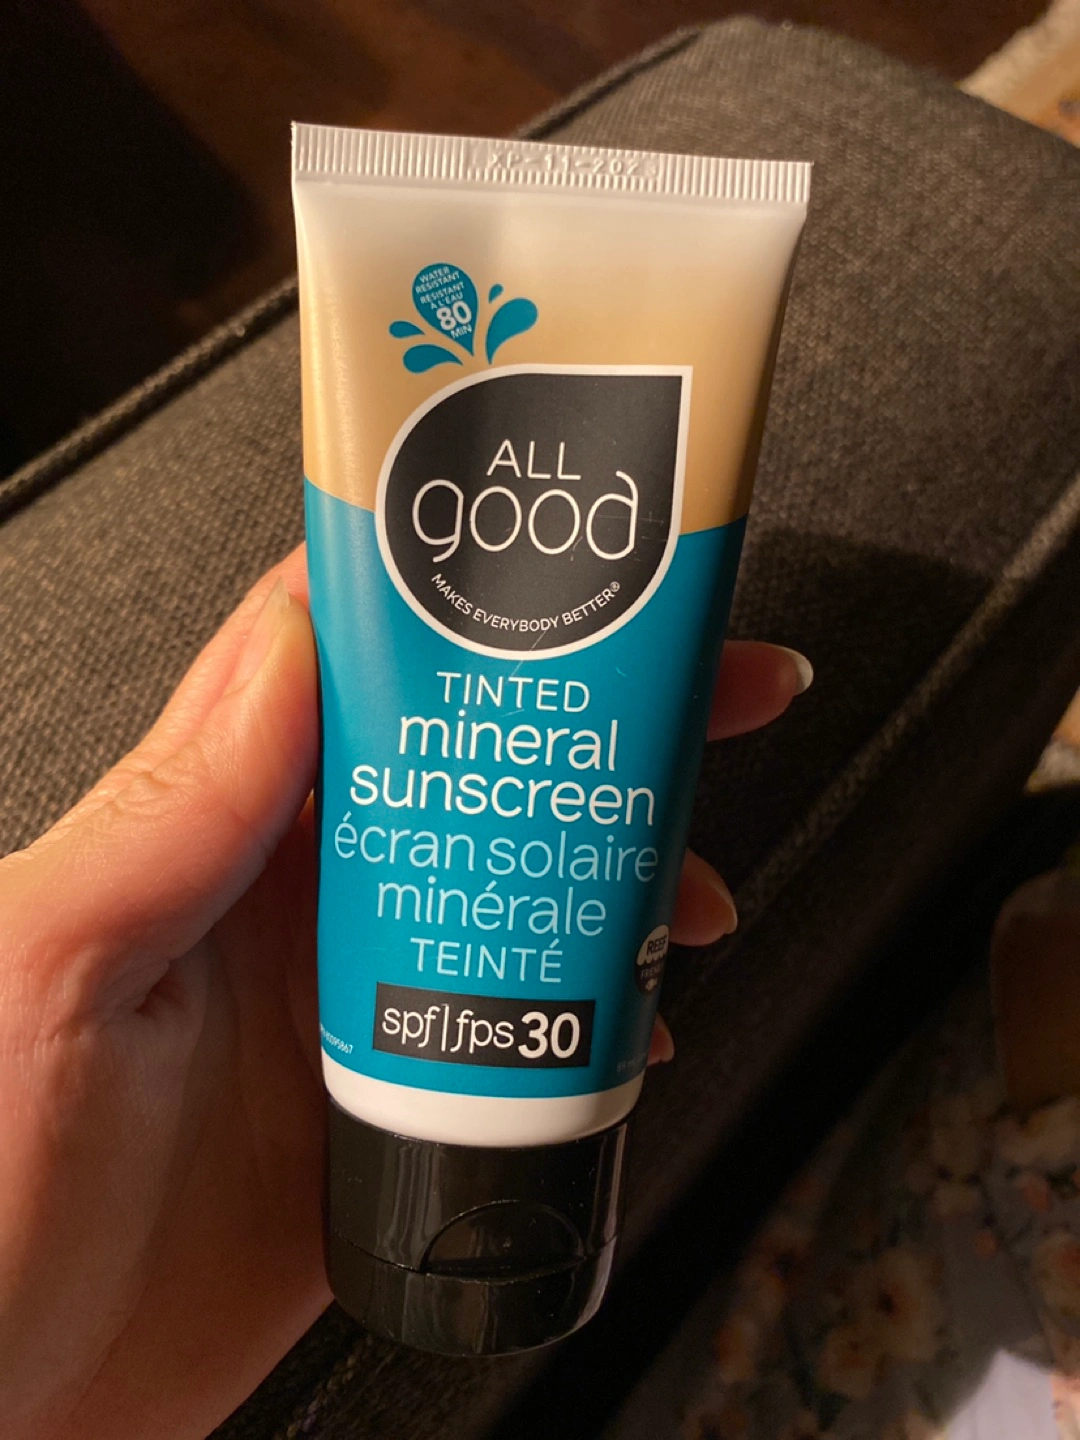 WATER
RESISTANT
RÉSISTANT
À L'EAU
80
MIN
ALL
good
MAKES EVERYBODY BETTER®
TINTED
mineral
sunscreen
écran solaire
minérale
TEINTÉ
REEF
spf|fps 30